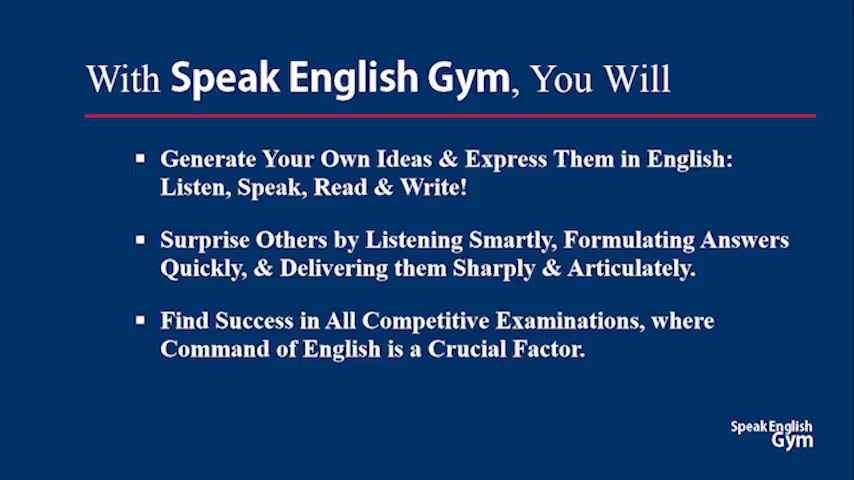 With Speak English Gym, You Will
▪ Generate Your Own Ideas & Express Them in English:
Listen, Speak, Read & Write!
▪ Surprise Others by Listening Smartly, Formulating Answers
Quickly, & Delivering them Sharply & Articulately.
▪ Find Success in All Competitive Examinations, where
Command of English is a Crucial Factor.
Speak English
Gym